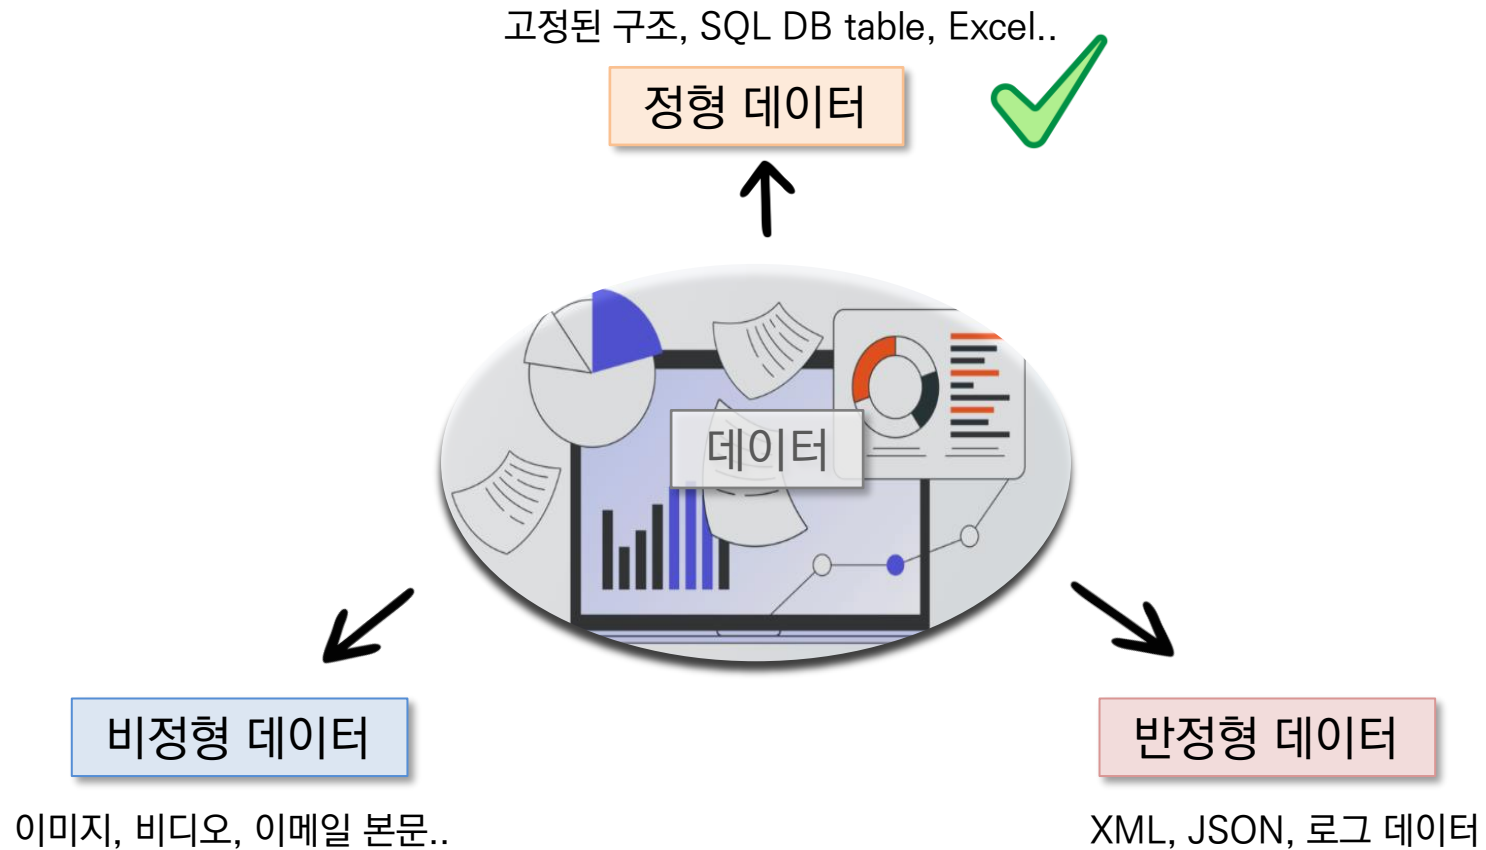 고정된 구조, SQL DB table, Excel..
정형 데이터
데이터
비정형 데이터
이미지, 비디오, 이메일 본문..
반정형 데이터
XML, JSON, 로그 데이터